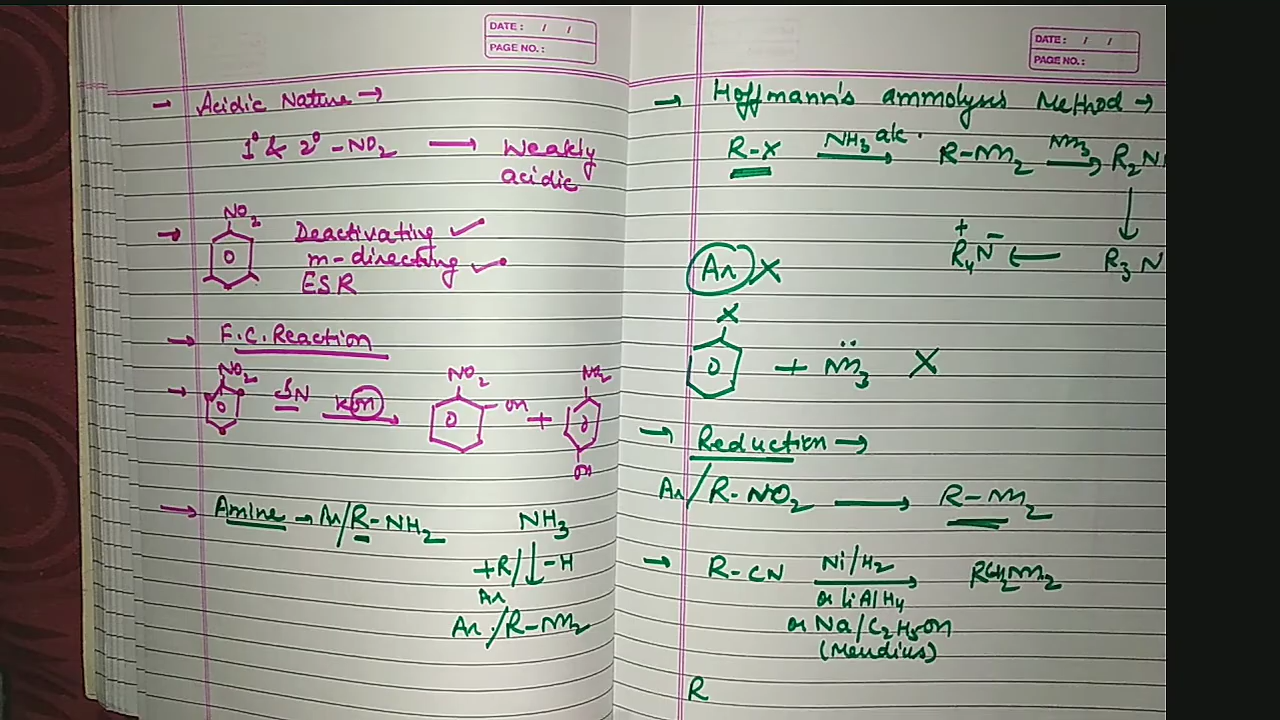 DATE: / /
PAGE NO.:
→ Acidic Nature →
1° & 2° -NO2 → Weakly
acidic
→ NO2
Deactivating ✓
m-directing ✓
ESR
→ F.C. Reaction
→ NO2 SN KOH → NO2 OH + NO2 OH
→ Amine → Ar/R-NH2
NH3
+R/Ar ↓ -H
Ar/R-NH2
DATE: / /
PAGE NO.:
→ Hoffmann's ammolysis Method →
R-X NH3 alc. → R-NH2 NH3 → R2N
↓
+ -
R4N ← R3N
Ar X
X
+ N̈H3 X
→ Reduction →
Ar/R-NO2 → R-NH2
→ R-CN Ni/H2 → RCH2NH2
or LiAlH4
or Na/C2H5OH
(Mendius)
R